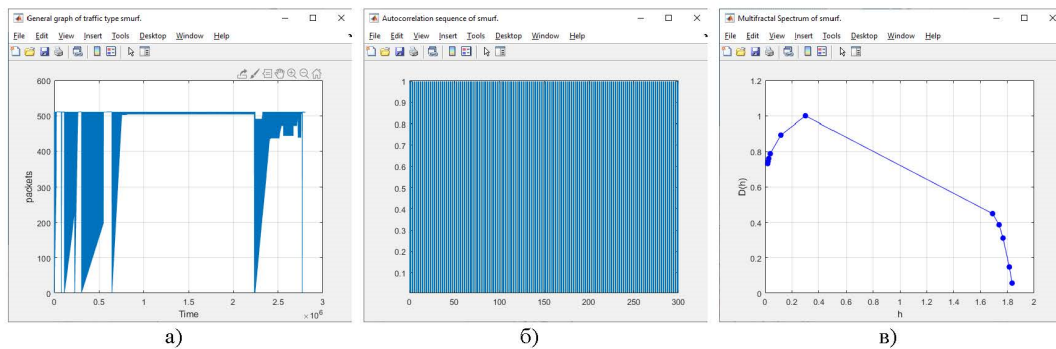 General graph of traffic type smurf.
File Edit View Insert Tools Desktop Window Help
600
500
400
300
200
100
0
packets
0 0.5 1 1.5 2 2.5 3
Time
×10⁶
а)
Autocorrelation sequence of smurf.
File Edit View Insert Tools Desktop Window Help
1
0.9
0.8
0.7
0.6
0.5
0.4
0.3
0.2
0.1
0 50 100 150 200 250 300
б)
Multifractal Spectrum of smurf.
File Edit View Insert Tools Desktop Window Help
1.2
1
0.8
0.6
0.4
0.2
0
D(h)
0 0.2 0.4 0.6 0.8 1 1.2 1.4 1.6 1.8 2
h
в)